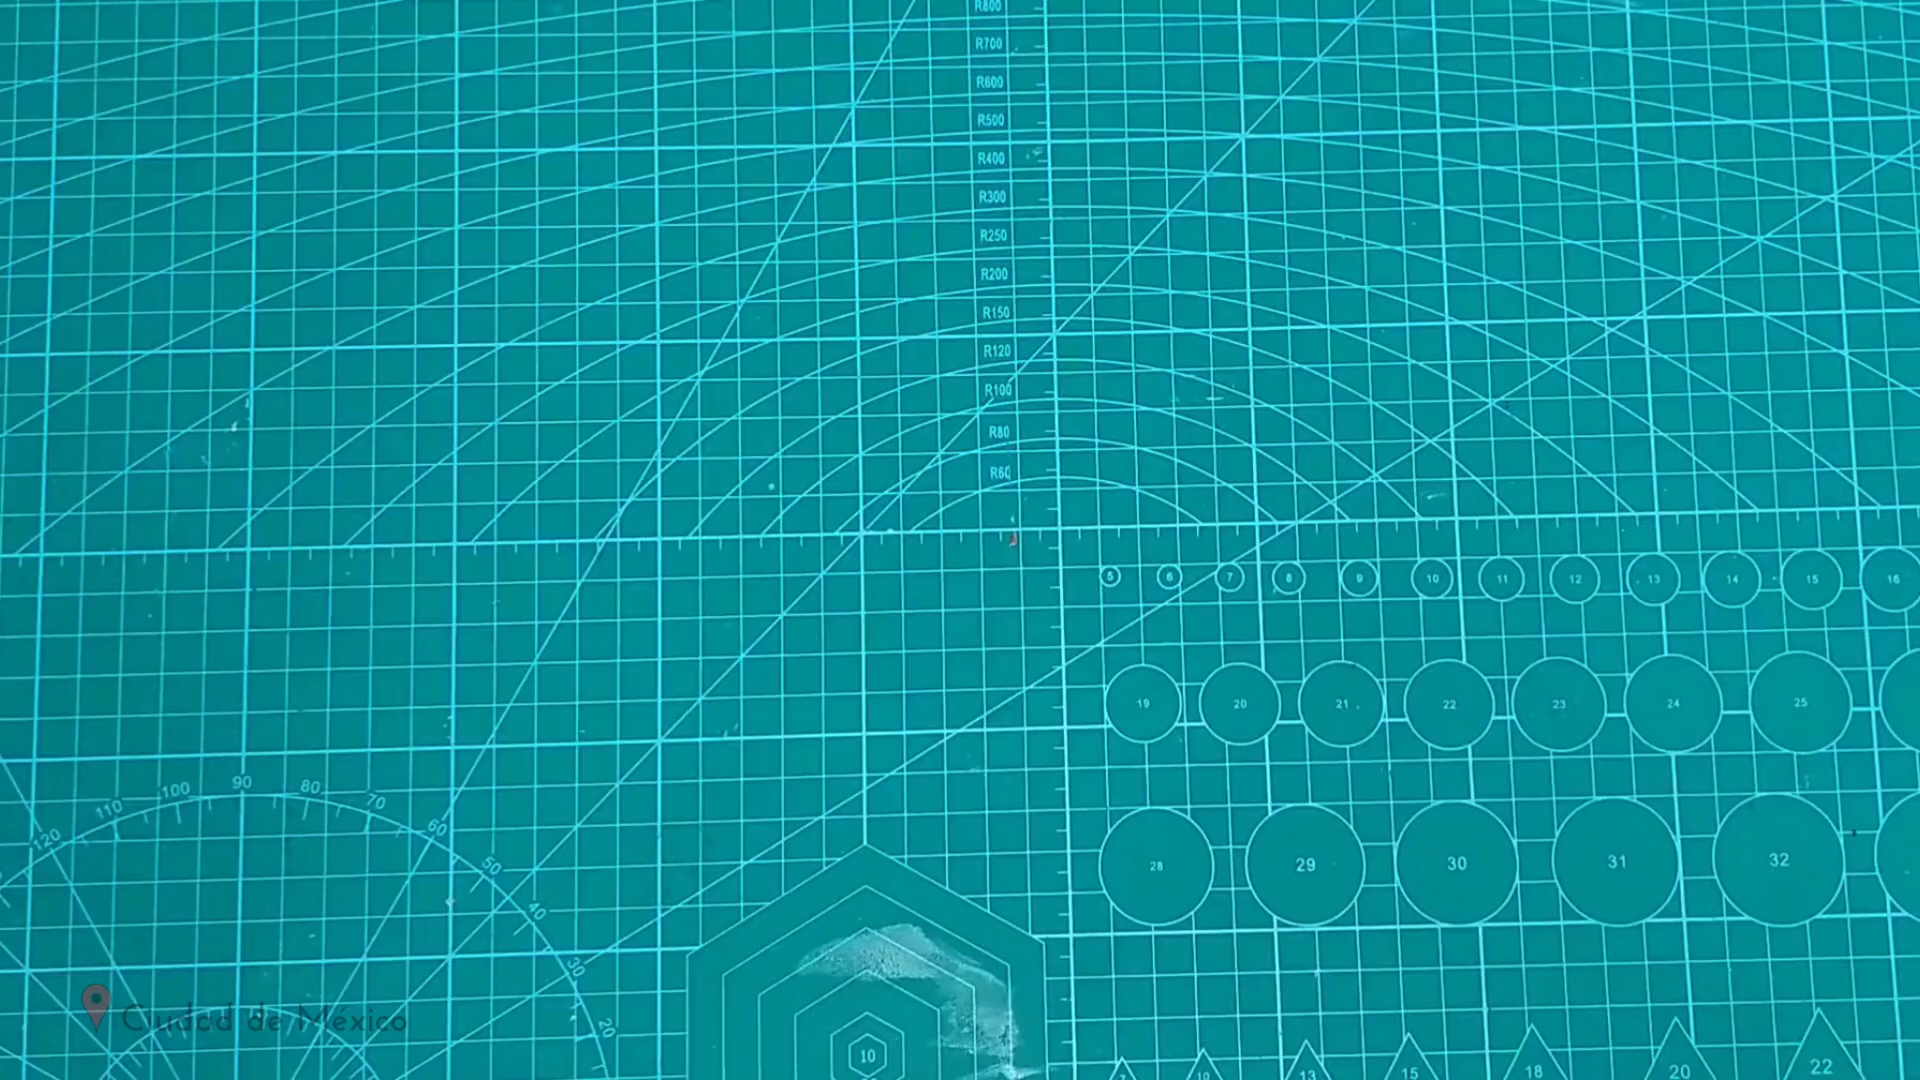 R800
R700
R600
R500
R400
R300
R250
R200
R150
R120
R100
R80
R60
5 6 7 8 9 10 11 12 13 14 15 16
19 20 21 22 23 24 25
28 29 30 31 32
120 110 100 90 80 70 60 50 40 30 20
10
10 13 15 18 20 22
Ciudad de México